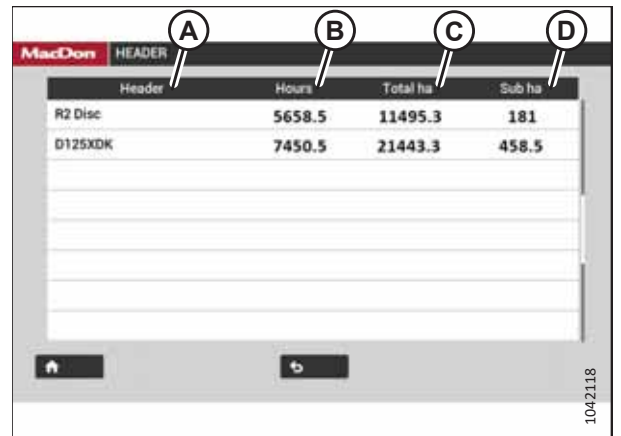 A B C D
MacDon HEADER
Header Hours Total ha Sub ha
R2 Disc 5658.5 11495.3 181
D125XDK 7450.5 21443.3 458.5
1042118